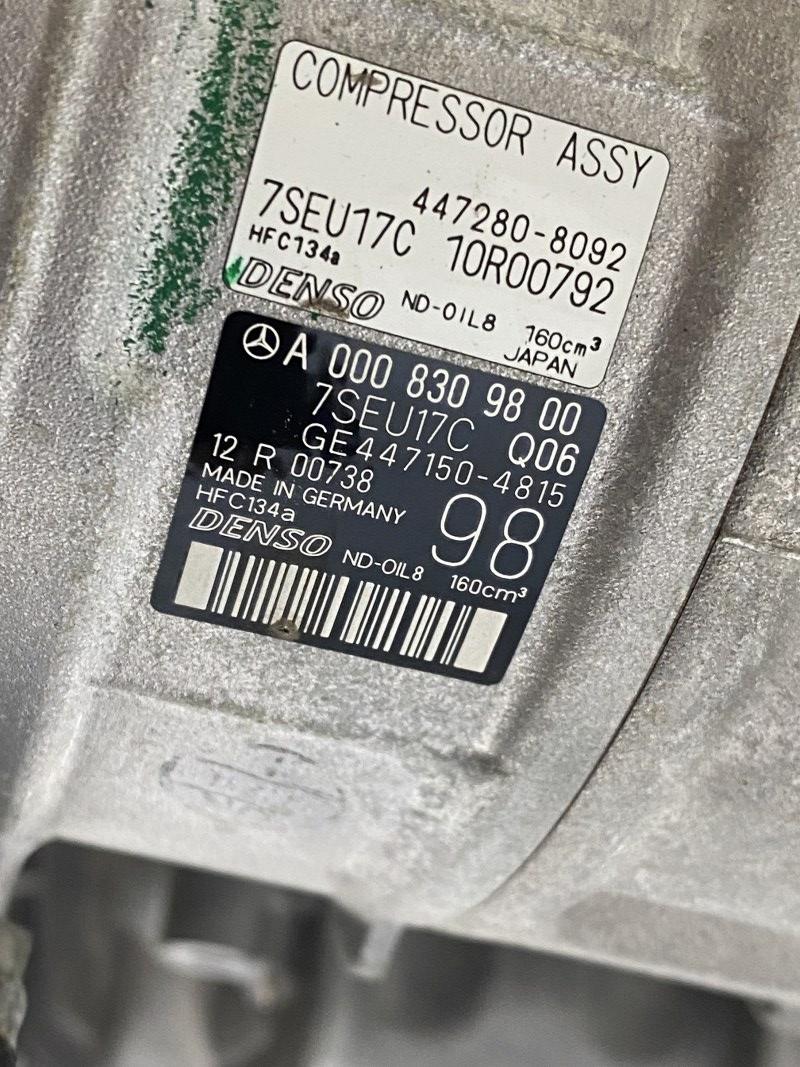 COMPRESSOR ASSY
447280-8092
7SEU17C 10R00792
HFC134a
DENSO ND-OIL8 160cm³
JAPAN
A 000 830 98 00
7SEU17C Q06
GE447150-4815
12 R 00738
MADE IN GERMANY 98
HFC134a
DENSO ND-OIL8 160cm³